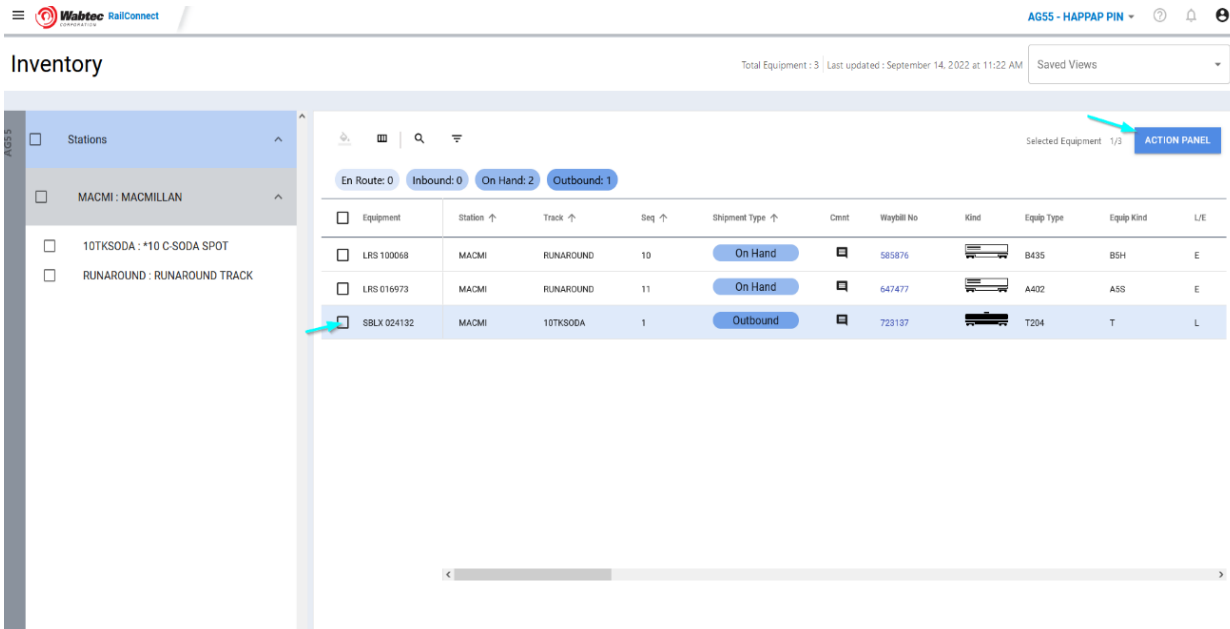 Wabtec RailConnect
CORPORATION
AG55 - HAPPAP PIN
Inventory
Total Equipment : 3 Last updated : September 14, 2022 at 11:22 AM
Saved Views
AG55
Stations
MACMI : MACMILLAN
10TKSODA : *10 C-SODA SPOT
RUNAROUND : RUNAROUND TRACK
Selected Equipment 1/3
ACTION PANEL
En Route: 0 Inbound: 0 On Hand: 2 Outbound: 1
Equipment Station Track Seq Shipment Type Cmnt Waybill No Kind Equip Type Equip Kind L/E
LRS 100068 MACMI RUNAROUND 10 On Hand 585876 B435 B5H E
LRS 016973 MACMI RUNAROUND 11 On Hand 647477 A402 A5S E
SBLX 024132 MACMI 10TKSODA 1 Outbound 723137 T204 T L